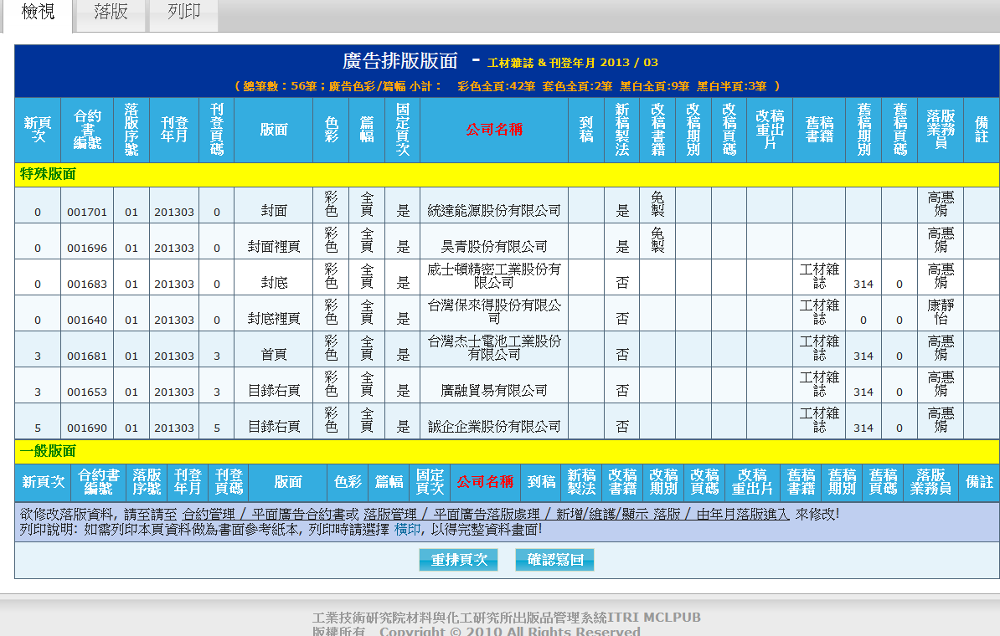 檢視 落版 列印
廣告排版版面 - 工材雜誌 & 刊登年月 2013 / 03
( 總筆數：56筆；廣告色彩/篇幅 小計： 彩色全頁:42筆 套色全頁:2筆 黑白全頁:9筆 黑白半頁:3筆 )
新頁次 合約書編號 落版序號 刊登年月 刊登頁碼 版面 色彩 篇幅 固定頁次 公司名稱 到稿 新稿製法 改稿書籍 改稿期別 改稿頁碼 改稿重出片 舊稿書籍 舊稿期別 舊稿頁碼 落版業務員 備註
特殊版面
0 001701 01 201303 0 封面 彩色 全頁 是 統達能源股份有限公司 是 免製 高惠娟
0 001696 01 201303 0 封面裡頁 彩色 全頁 是 昊青股份有限公司 是 免製 高惠娟
0 001683 01 201303 0 封底 彩色 全頁 是 威士頓精密工業股份有限公司 否 工材雜誌 314 0 高惠娟
0 001640 01 201303 0 封底裡頁 彩色 全頁 是 台灣保來得股份有限公司 否 工材雜誌 0 0 康靜怡
3 001681 01 201303 3 首頁 彩色 全頁 是 台灣杰士電池工業股份有限公司 否 工材雜誌 314 0 高惠娟
3 001653 01 201303 3 目錄右頁 彩色 全頁 是 廣融貿易有限公司 否 工材雜誌 314 0 高惠娟
5 001690 01 201303 5 目錄右頁 彩色 全頁 是 誠企企業股份有限公司 否 工材雜誌 314 0 高惠娟
一般版面
新頁次 合約書編號 落版序號 刊登年月 刊登頁碼 版面 色彩 篇幅 固定頁次 公司名稱 到稿 新稿製法 改稿書籍 改稿期別 改稿頁碼 改稿重出片 舊稿書籍 舊稿期別 舊稿頁碼 落版業務員 備註
欲修改落版資料, 請至請至 合約管理 / 平面廣告合約書或 落版管理 / 平面廣告落版處理 / 新增/維護/顯示 落版 / 由年月落版進入 來修改!
列印說明: 如需列印本頁資料做為書面參考紙本, 列印時請選擇 橫印, 以得完整資料畫面!
重排頁次 確認寫回
工業技術研究院材料與化工研究所出版品管理系統ITRI MCLPUB
版權所有 Copyright © 2010 All Rights Reserved